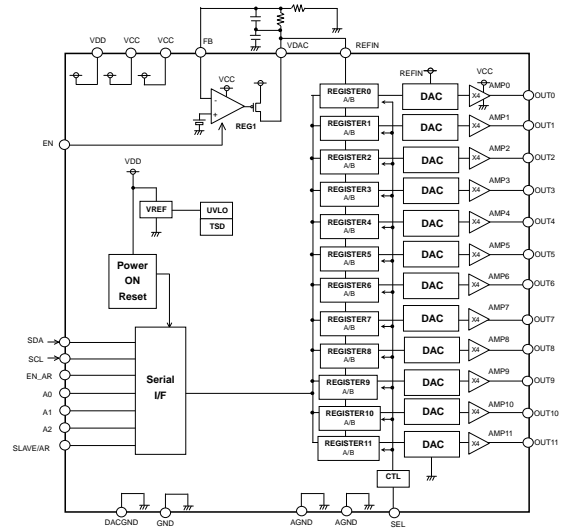 VDD
VCC
VCC
FB
VDAC
REFIN
VCC
-
+
REG1
EN
VDD
VREF
UVLO
TSD
Power
ON
Reset
SDA
SCL
EN_AR
A0
A1
A2
SLAVE/AR
Serial
I/F
REGISTER0
A/B
REGISTER1
A/B
REGISTER2
A/B
REGISTER3
A/B
REGISTER4
A/B
REGISTER5
A/B
REGISTER6
A/B
REGISTER7
A/B
REGISTER8
A/B
REGISTER9
A/B
REGISTER10
A/B
REGISTER11
A/B
REFIN
VCC
DAC
X4
AMP0
OUT0
DAC
X4
AMP1
OUT1
DAC
X4
AMP2
OUT2
DAC
X4
AMP3
OUT3
DAC
X4
AMP4
OUT4
DAC
X4
AMP5
OUT5
DAC
X4
AMP6
OUT6
DAC
X4
AMP7
OUT7
DAC
X4
AMP8
OUT8
DAC
X4
AMP9
OUT9
DAC
X4
AMP10
OUT10
DAC
X4
AMP11
OUT11
CTL
DACGND
GND
AGND
AGND
SEL